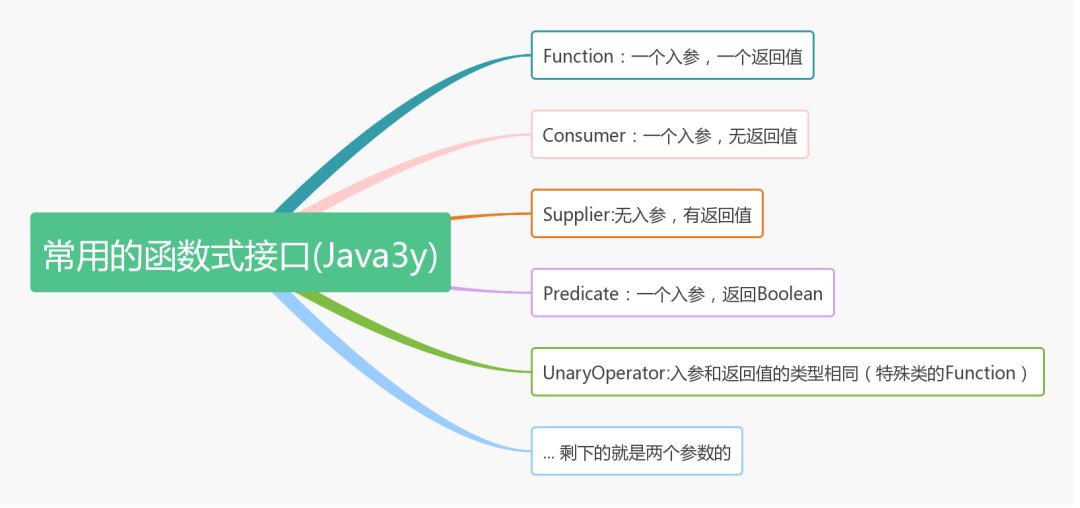 Function：一个入参，一个返回值
Consumer：一个入参，无返回值
Supplier:无入参，有返回值
常用的函数式接口(Java3y)
Predicate：一个入参，返回Boolean
UnaryOperator:入参和返回值的类型相同（特殊类的Function）
... 剩下的就是两个参数的